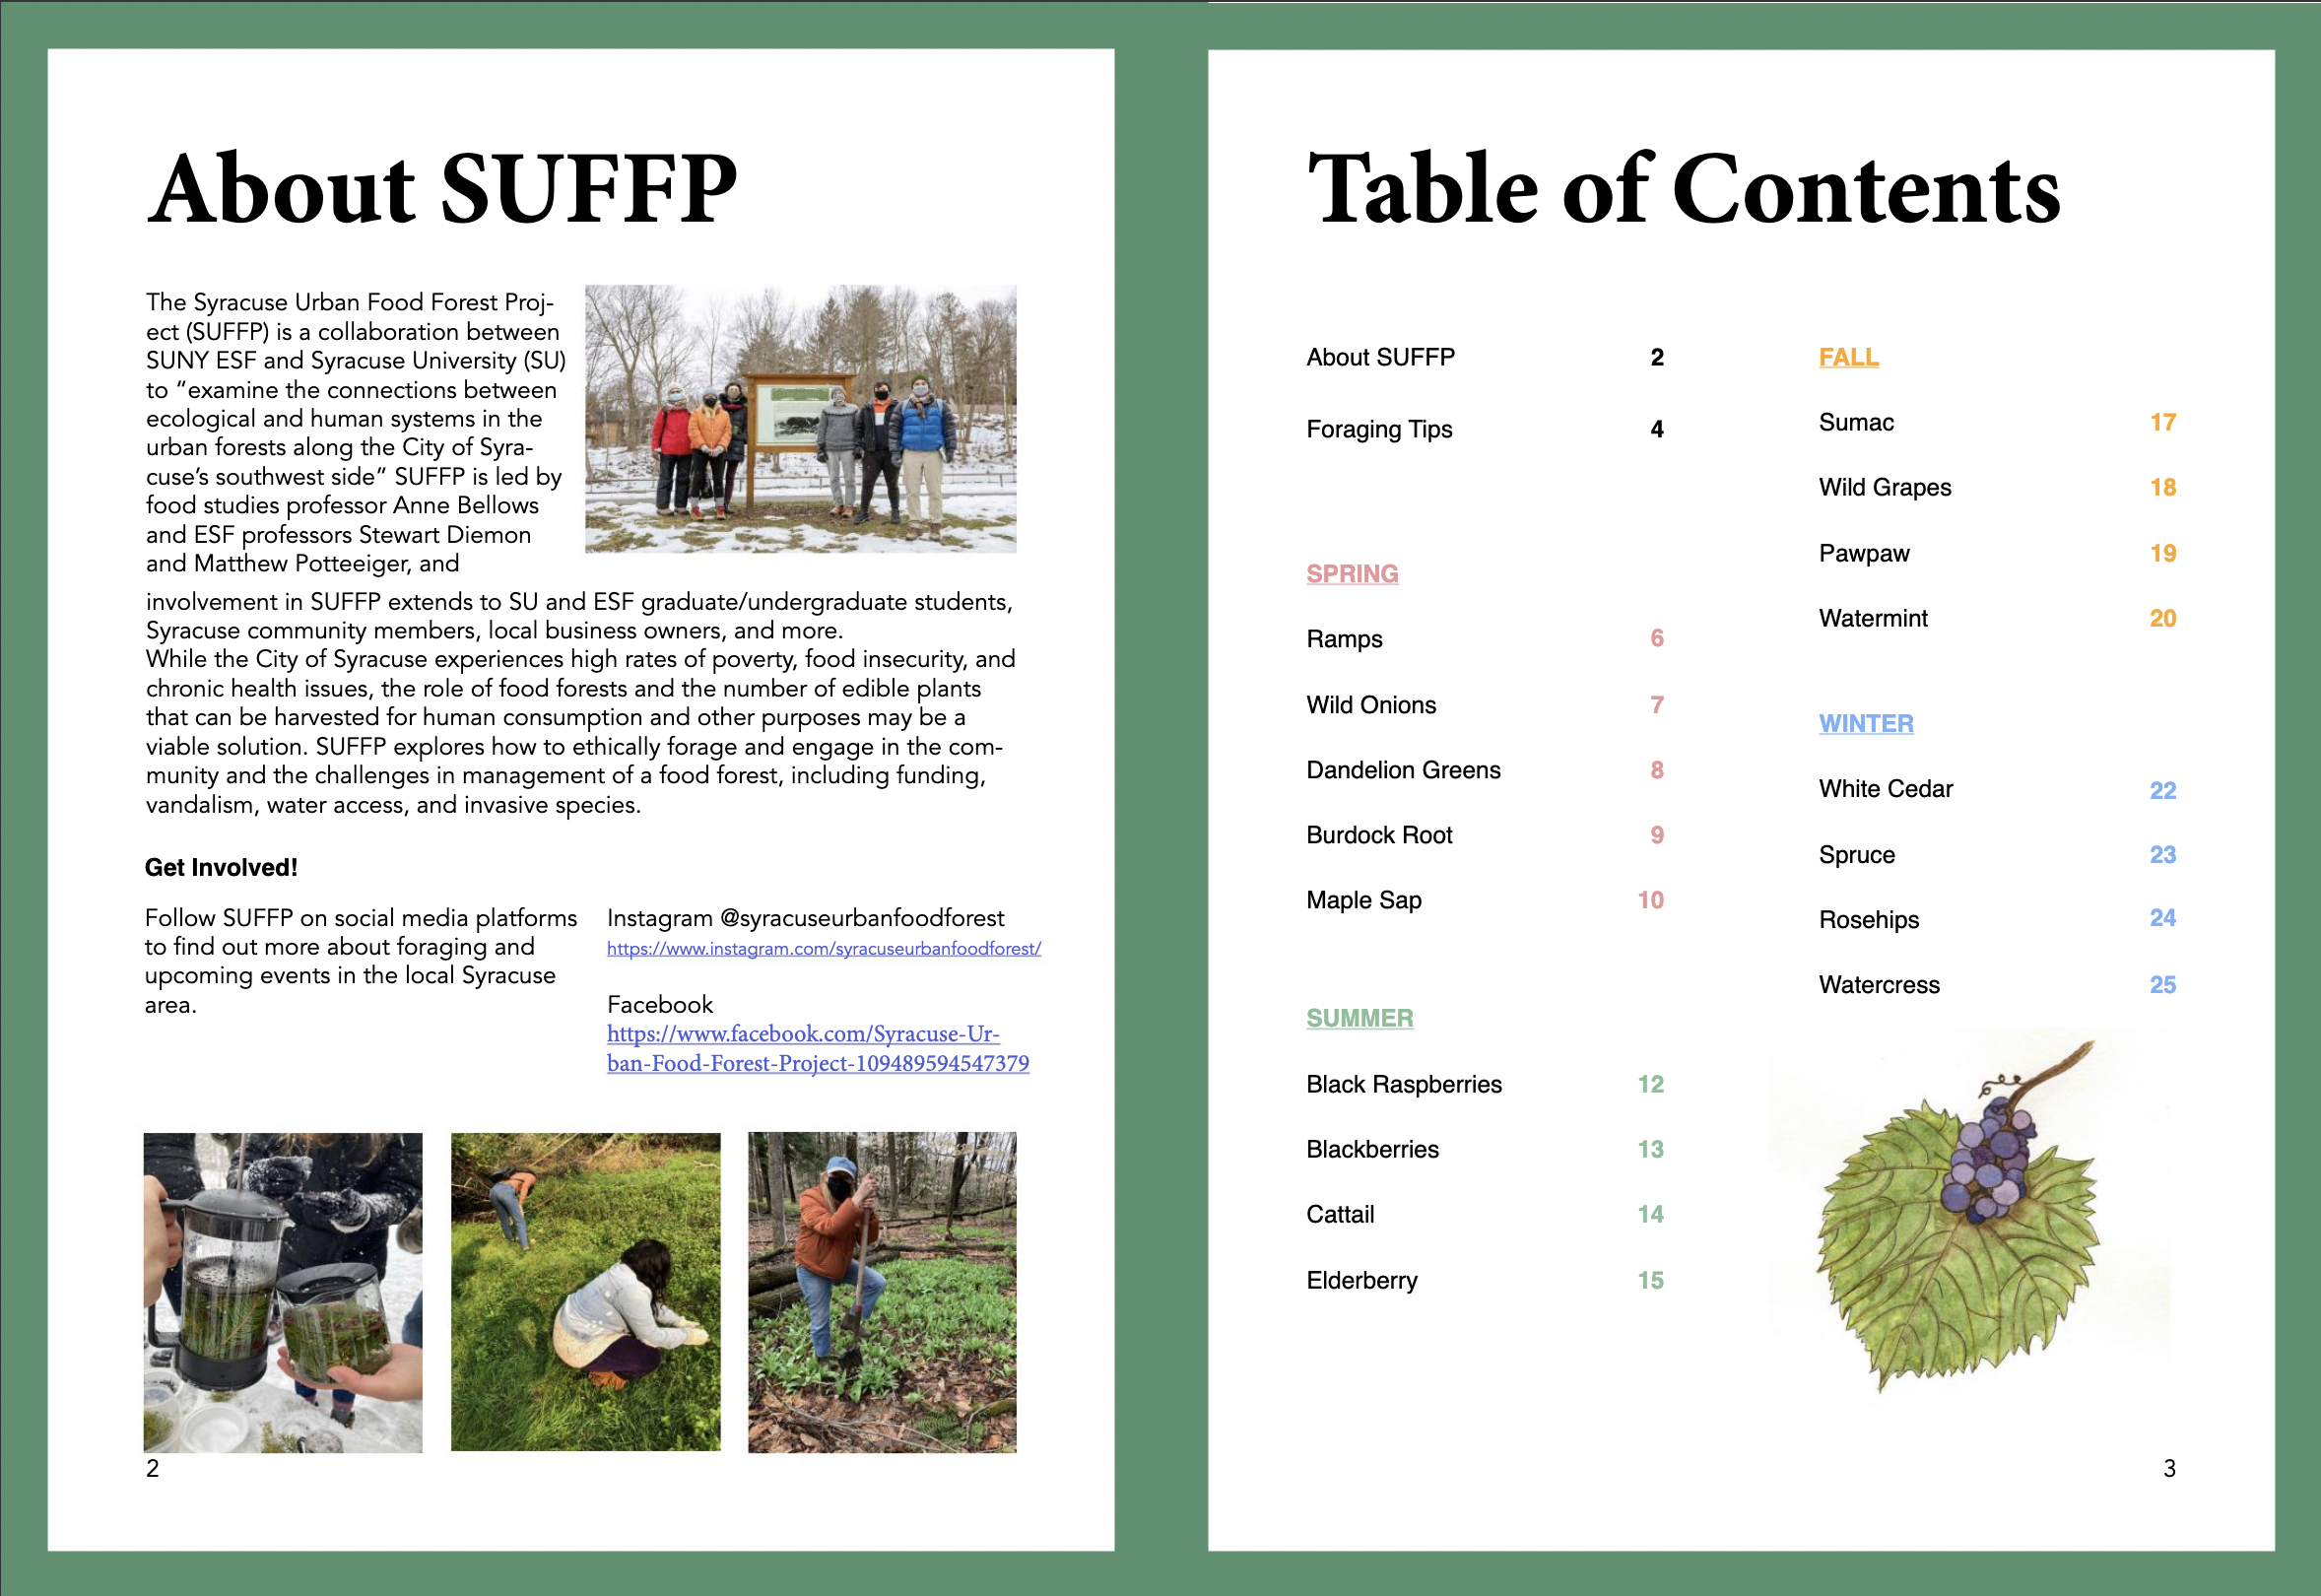 About SUFFP
The Syracuse Urban Food Forest Proj-
ect (SUFFP) is a collaboration between
SUNY ESF and Syracuse University (SU)
to “examine the connections between
ecological and human systems in the
urban forests along the City of Syra-
cuse’s southwest side” SUFFP is led by
food studies professor Anne Bellows
and ESF professors Stewart Diemon
and Matthew Potteeiger, and
involvement in SUFFP extends to SU and ESF graduate/undergraduate students,
Syracuse community members, local business owners, and more.
While the City of Syracuse experiences high rates of poverty, food insecurity, and
chronic health issues, the role of food forests and the number of edible plants
that can be harvested for human consumption and other purposes may be a
viable solution. SUFFP explores how to ethically forage and engage in the com-
munity and the challenges in management of a food forest, including funding,
vandalism, water access, and invasive species.
Get Involved!
Follow SUFFP on social media platforms
to find out more about foraging and
upcoming events in the local Syracuse
area.
Instagram @syracuseurbanfoodforest
https://www.instagram.com/syracuseurbanfoodforest/
Facebook
https://www.facebook.com/Syracuse-Ur-
ban-Food-Forest-Project-109489594547379
2
Table of Contents
About SUFFP 2
Foraging Tips 4
SPRING
Ramps 6
Wild Onions 7
Dandelion Greens 8
Burdock Root 9
Maple Sap 10
SUMMER
Black Raspberries 12
Blackberries 13
Cattail 14
Elderberry 15
FALL
Sumac 17
Wild Grapes 18
Pawpaw 19
Watermint 20
WINTER
White Cedar 22
Spruce 23
Rosehips 24
Watercress 25
3